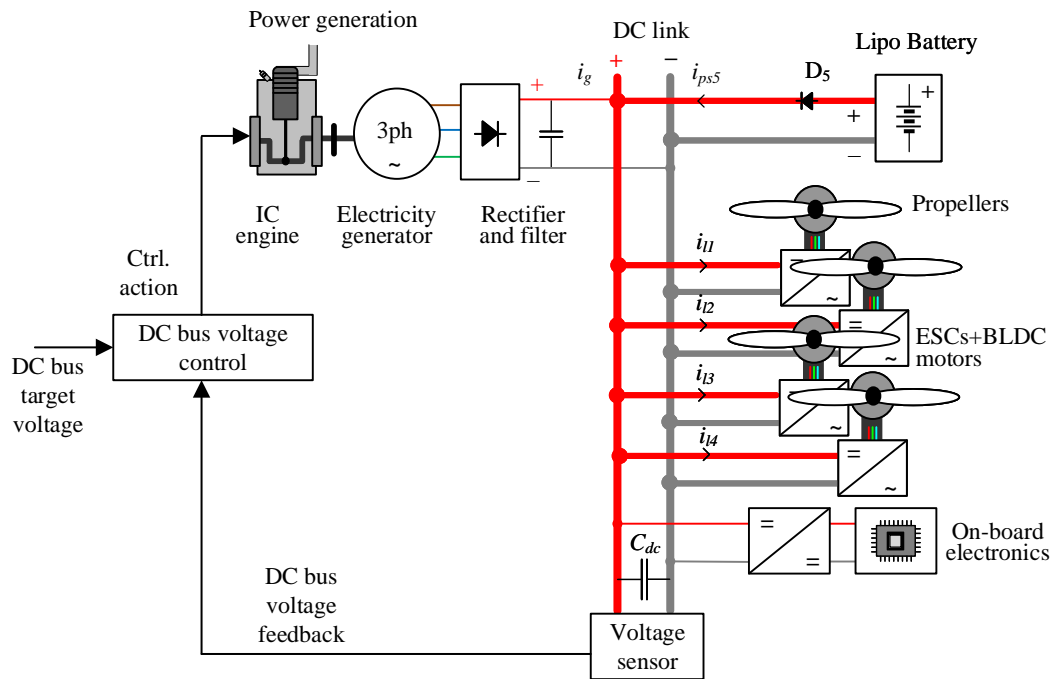 Power generation
DC link
Lipo Battery
+
−
i_g
i_ps5
D₅
+
+
+
−
3ph
~
−
IC
engine
Electricity
generator
Rectifier
and filter
Propellers
i_l1
=
~
i_l2
=
~
ESCs+BLDC
motors
i_l3
=
~
i_l4
=
~
Ctrl.
action
DC bus voltage
control
DC bus
target
voltage
C_dc
=
=
On-board
electronics
DC bus
voltage
feedback
Voltage
sensor